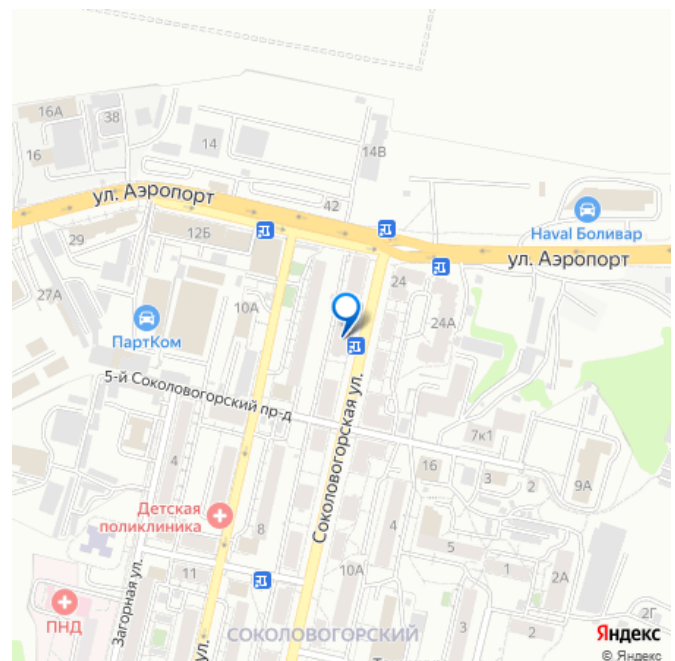 16А
38
16
14
14В
ул. Аэропорт
42
Haval Боливар
ул. Аэропорт
29
12Б
24
27А
10А
24А
ПартКом
5-й Соколовогорский пр-д
Соколовогорская ул.
7к1
4
16
3
2
9А
Детская
поликлиника
8
4
5
1
2А
11
10А
Загорная ул.
ПНД
2Г
СОКОЛОВОГОРСКИЙ
3
2
ул.
Яндекс
© Яндекс